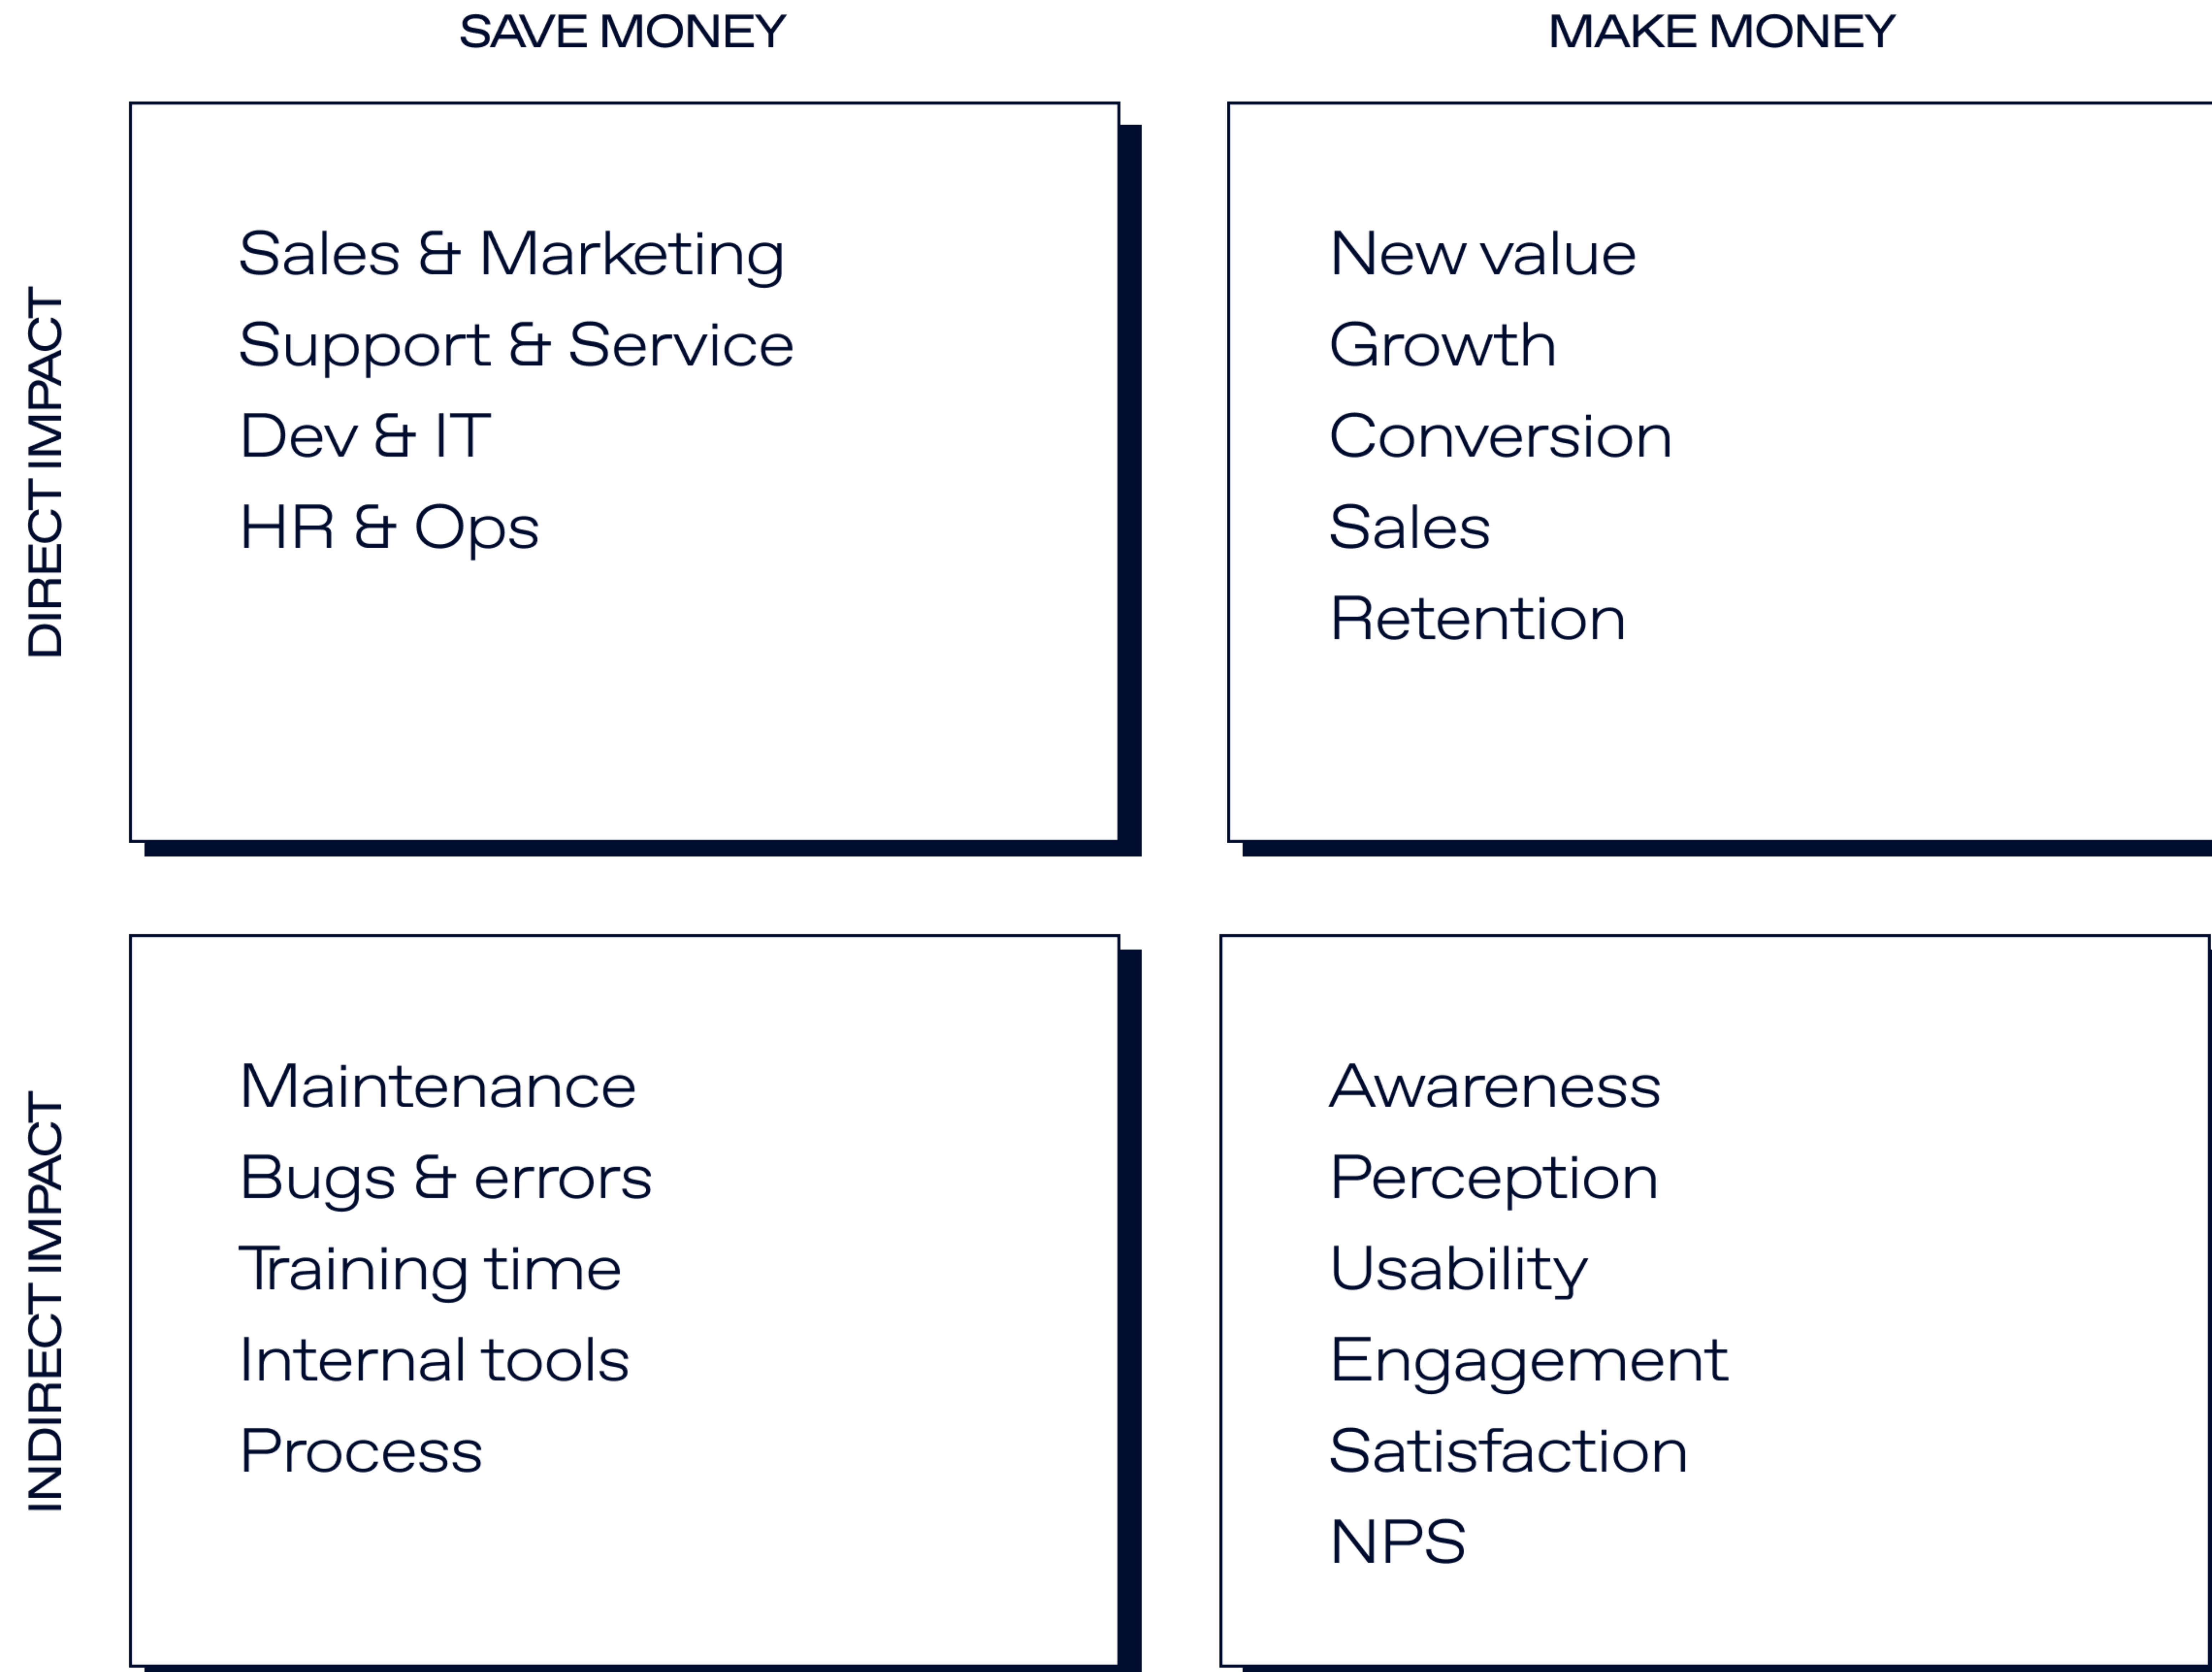 SAVE MONEY
MAKE MONEY
DIRECT IMPACT
Sales & Marketing
Support & Service
Dev & IT
HR & Ops
New value
Growth
Conversion
Sales
Retention
INDIRECT IMPACT
Maintenance
Bugs & errors
Training time
Internal tools
Process
Awareness
Perception
Usability
Engagement
Satisfaction
NPS